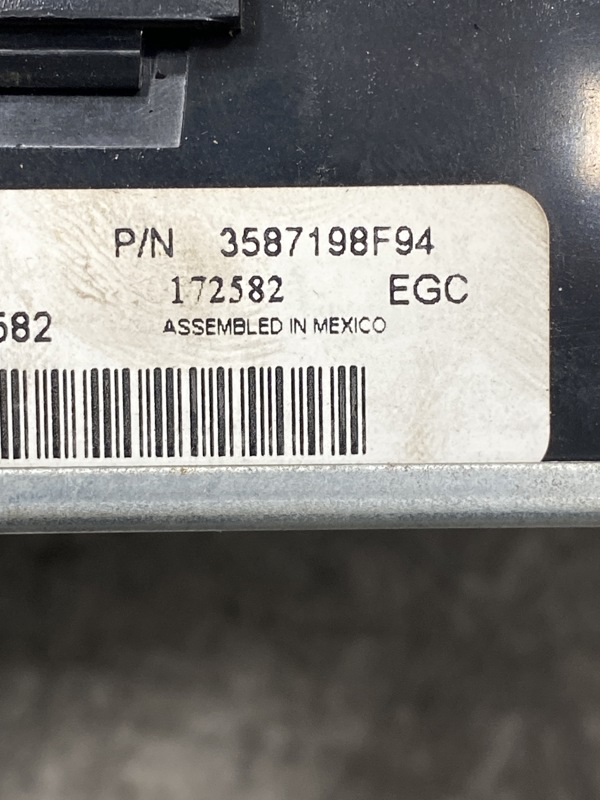 P/N 3587198F94
172582 EGC
582 ASSEMBLED IN MEXICO